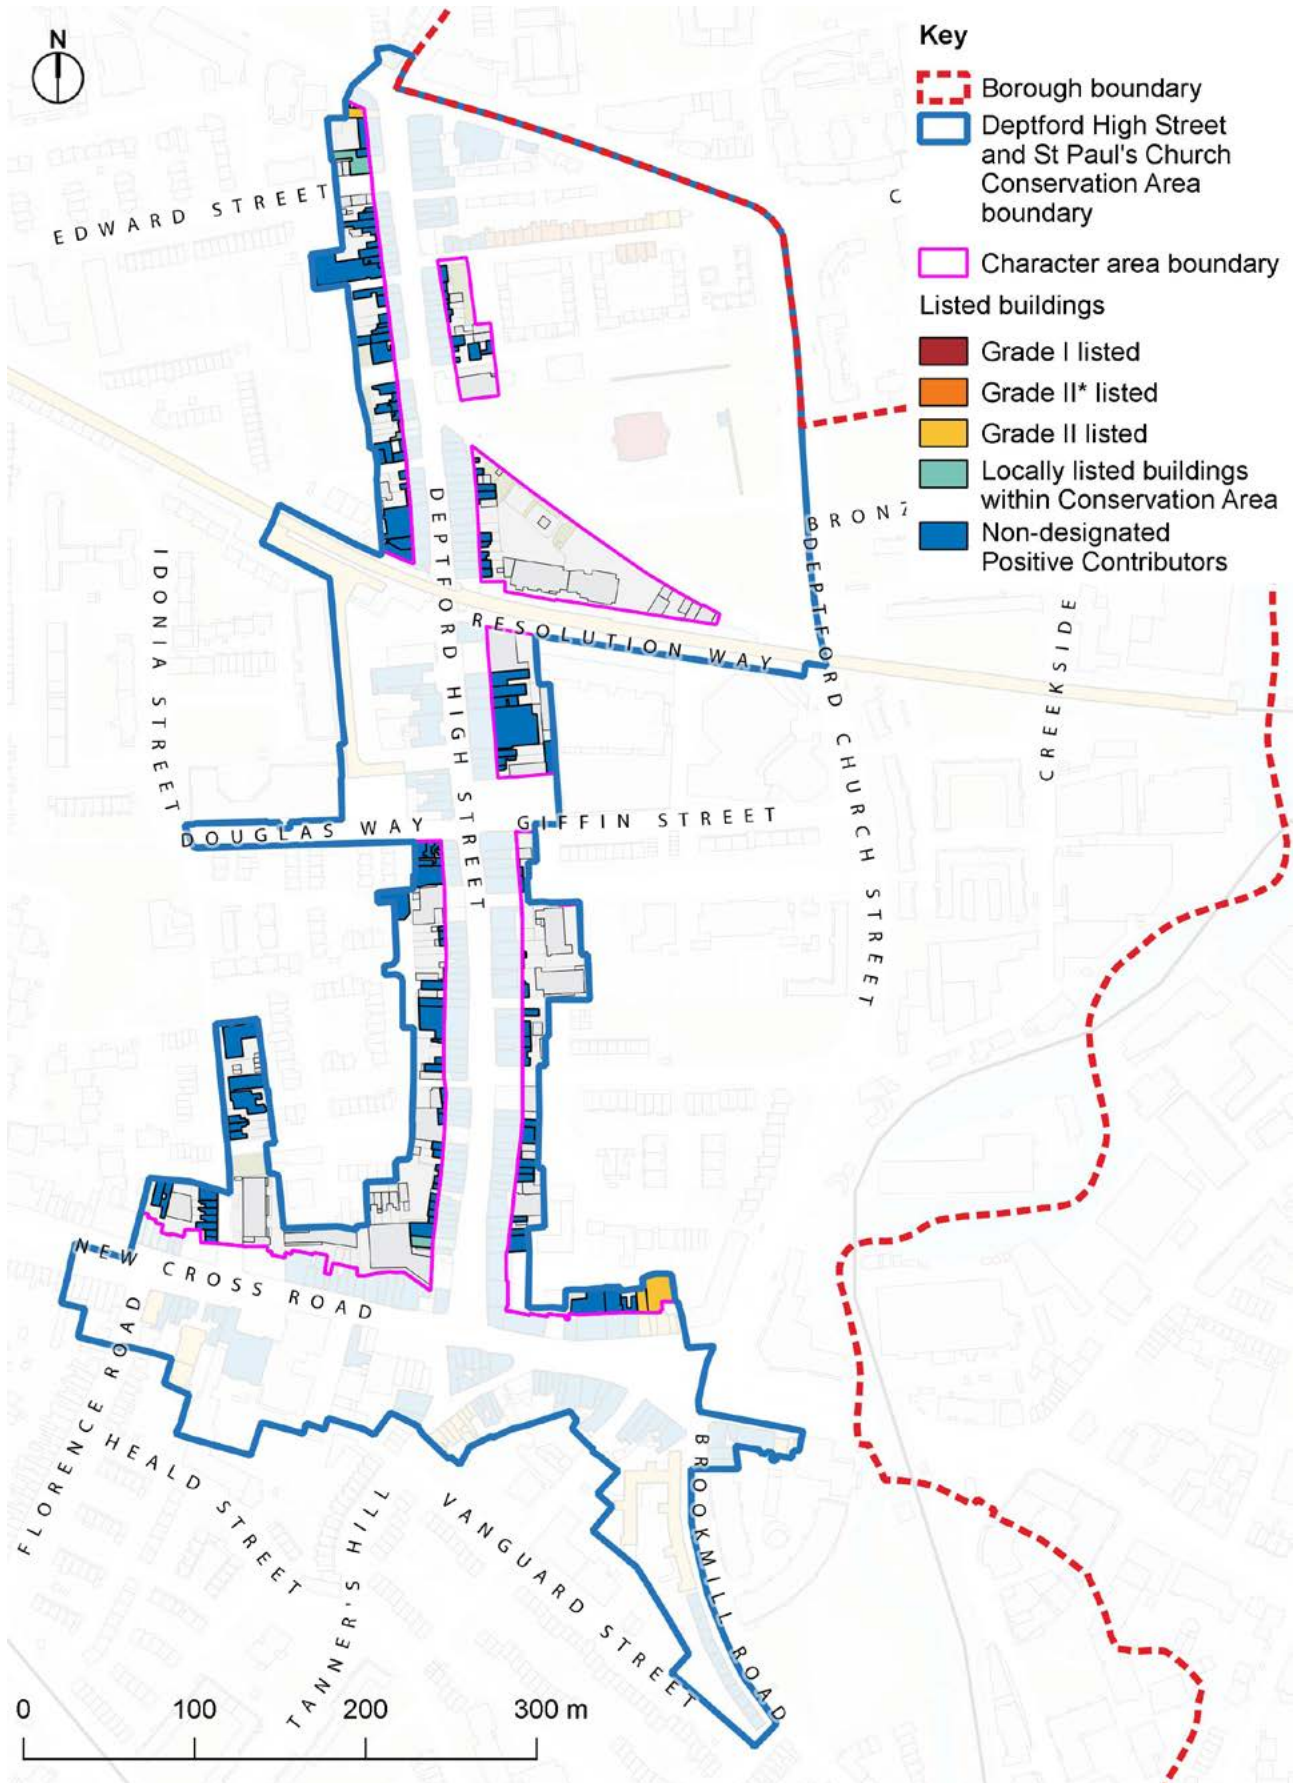 N
Key
Borough boundary
Deptford High Street
and St Paul's Church
Conservation Area
boundary
Character area boundary
Listed buildings
Grade I listed
Grade II* listed
Grade II listed
Locally listed buildings
within Conservation Area
Non-designated
Positive Contributors
EDWARD STREET
C
BRONZ
IDONIA STREET
DEPTFORD HIGH STREET
DEPTFORD CHURCH STREET
RESOLUTION WAY
CREEKSIDE
DOUGLAS WAY
GIFFIN STREET
NEW CROSS ROAD
FLORENCE ROAD
HEALD STREET
TANNER'S HILL
VANGUARD STREET
BROOKMILL ROAD
0 100 200 300 m